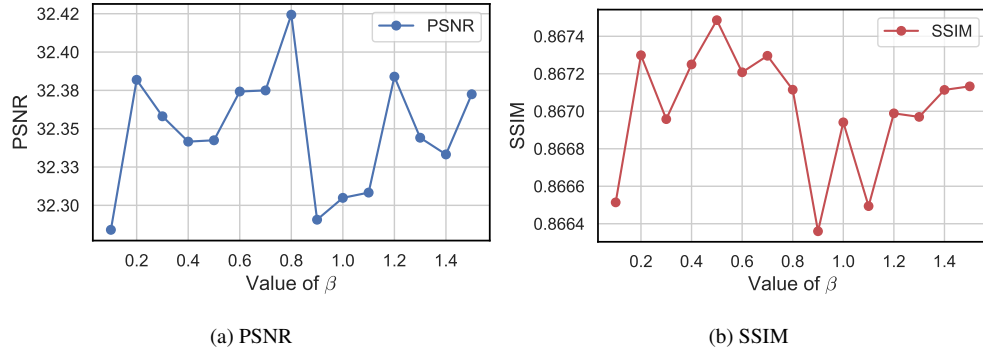 32.42
32.40
32.38
32.35
32.33
32.30
PSNR
PSNR
0.2 0.4 0.6 0.8 1.0 1.2 1.4
Value of β
(a) PSNR
0.8674
0.8672
0.8670
0.8668
0.8666
0.8664
SSIM
SSIM
0.2 0.4 0.6 0.8 1.0 1.2 1.4
Value of β
(b) SSIM